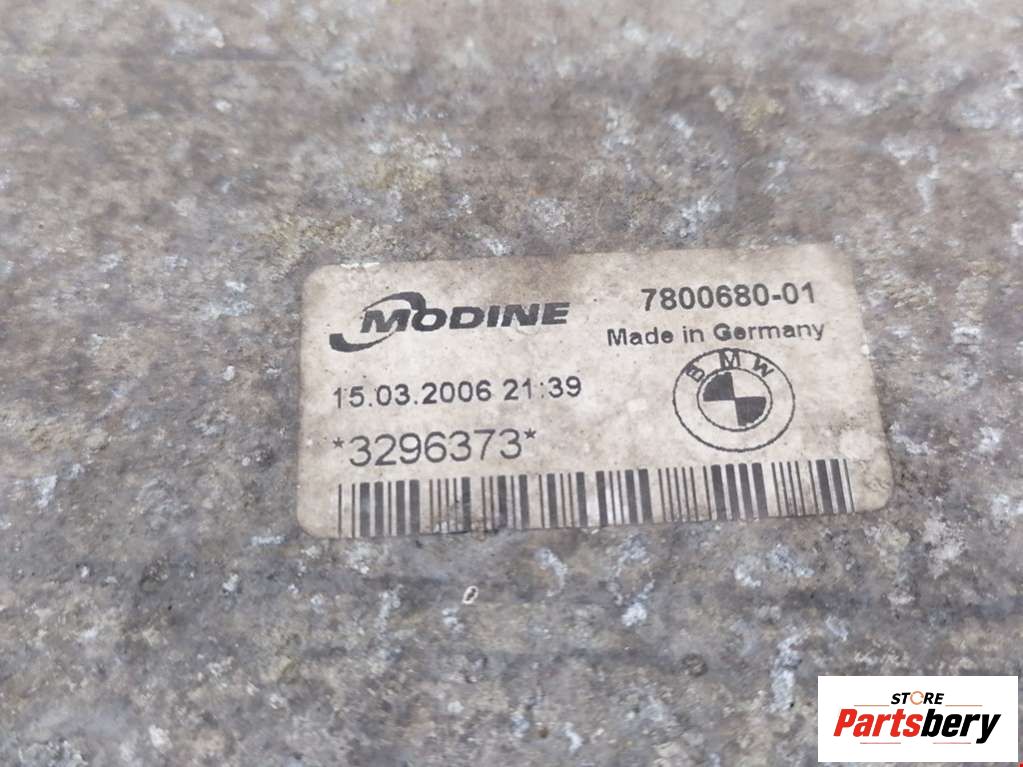 MODINE
7800680-01
Made in Germany
BMW
15.03.2006 21:39
*3296373*
STORE
Partsbery